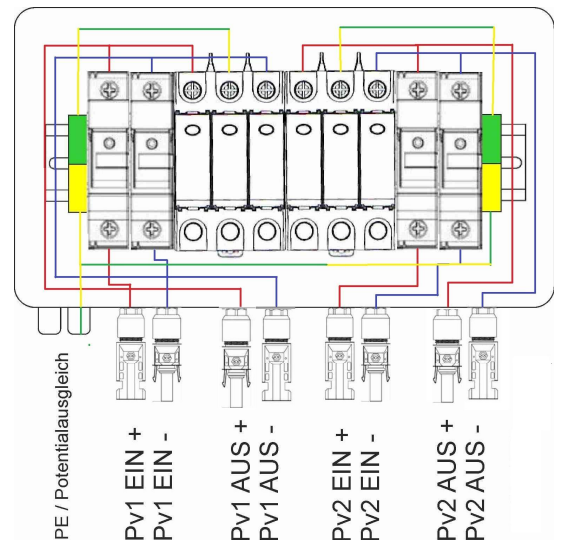 PE / Potentialausgleich
Pv1 EIN +
Pv1 EIN -
Pv1 AUS +
Pv1 AUS -
Pv2 EIN +
Pv2 EIN -
Pv2 AUS +
Pv2 AUS -